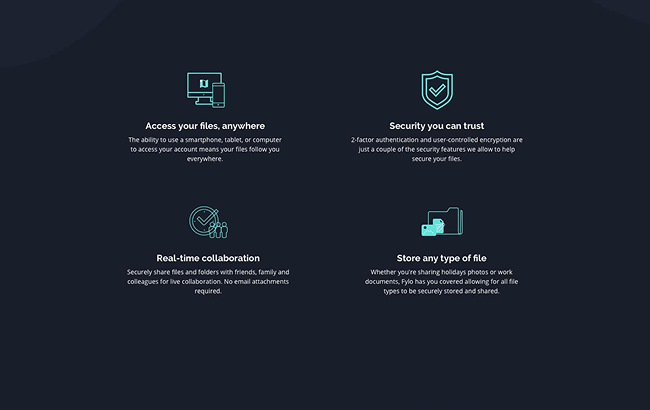 Access your files, anywhere
The ability to use a smartphone, tablet, or computer
to access your account means your files follow you
everywhere.
Security you can trust
2-factor authentication and user-controlled encryption are
just a couple of the security features we allow to help
secure your files.
Real-time collaboration
Securely share files and folders with friends, family and
colleagues for live collaboration. No email attachments
required.
Store any type of file
Whether you're sharing holidays photos or work
documents, Fylo has you covered allowing for all file
types to be securely stored and shared.